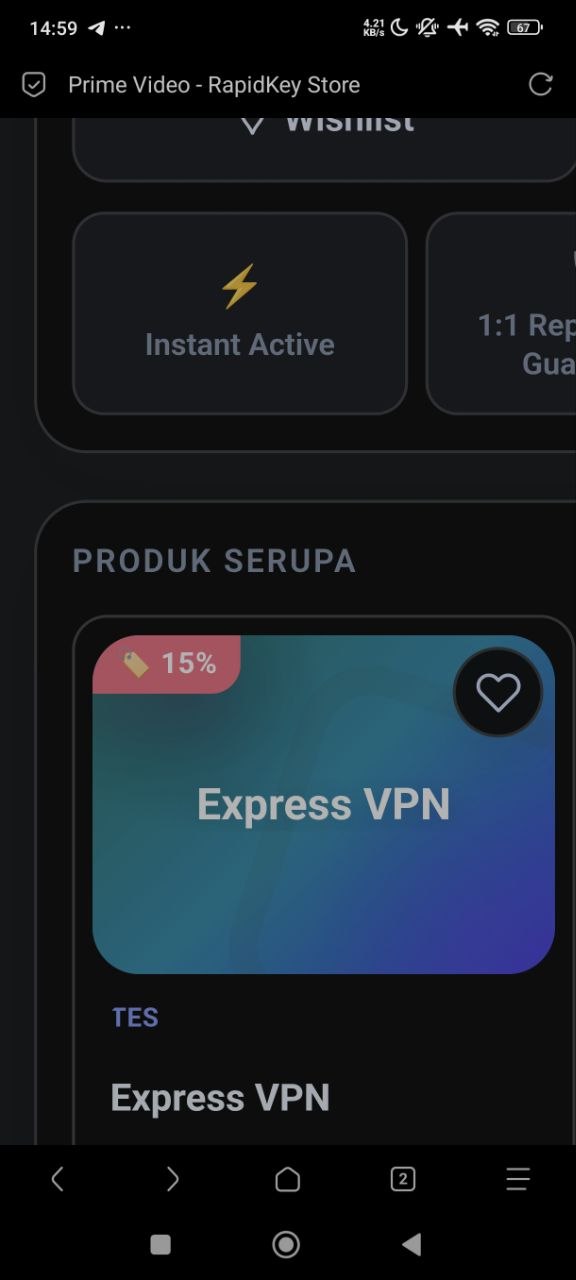 14:59
4.21
KB/s
67
Prime Video - RapidKey Store
Wishlist
Instant Active
1:1 Rep
Gua
PRODUK SERUPA
15%
Express VPN
TES
Express VPN
2